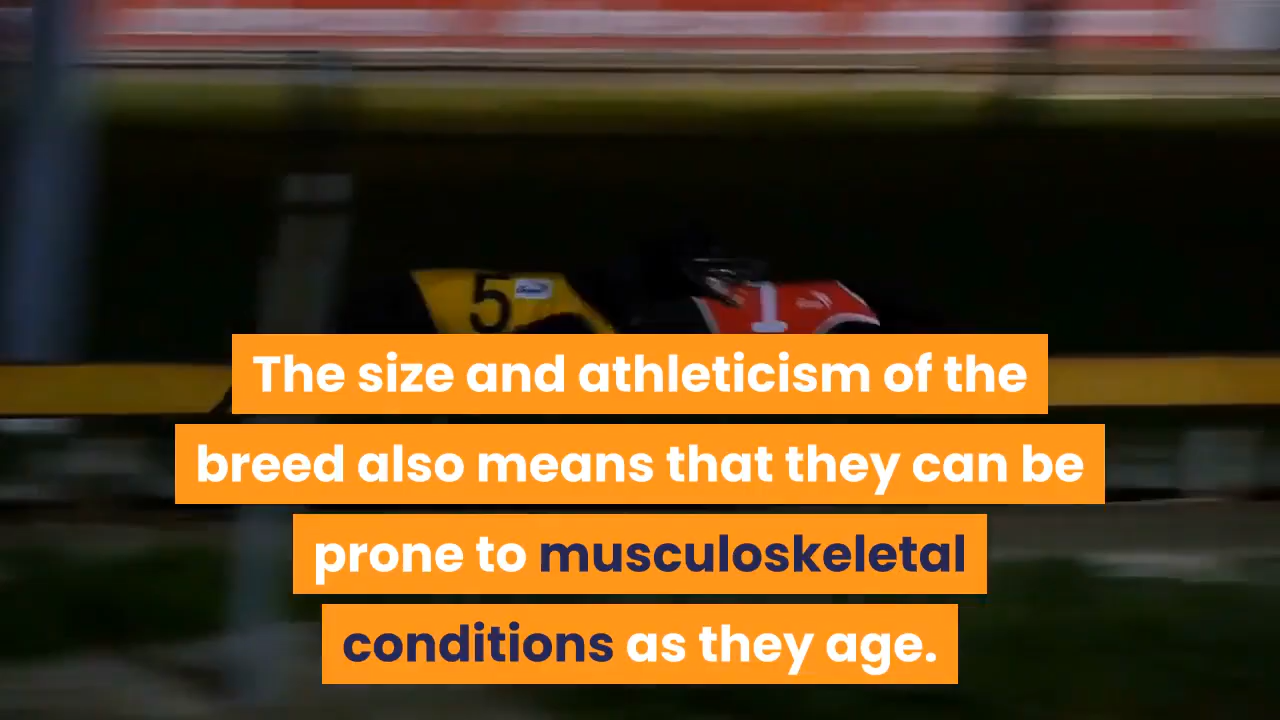 5
1
The size and athleticism of the
breed also means that they can be
prone to musculoskeletal
conditions as they age.